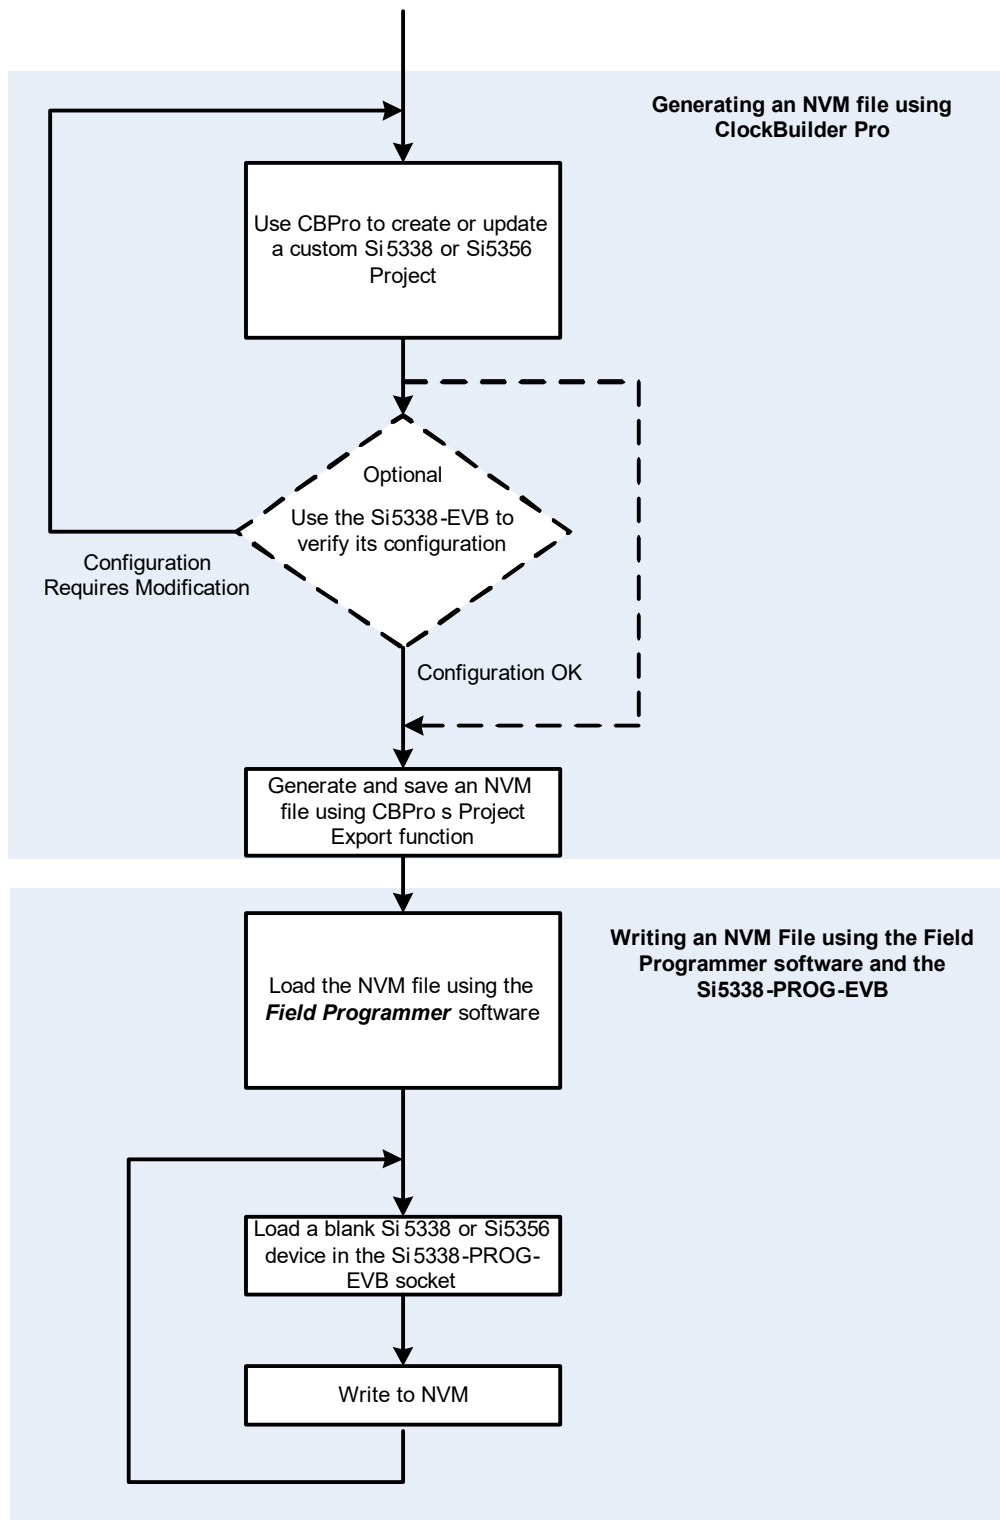 Generating an NVM file using
ClockBuilder Pro
Use CBPro to create or update
a custom Si5338 or Si5356
Project
Optional
Use the Si5338-EVB to
verify its configuration
Configuration
Requires Modification
Configuration OK
Generate and save an NVM
file using CBPro s Project
Export function
Writing an NVM File using the Field
Programmer software and the
Si5338-PROG-EVB
Load the NVM file using the
Field Programmer software
Load a blank Si5338 or Si5356
device in the Si5338-PROG-
EVB socket
Write to NVM